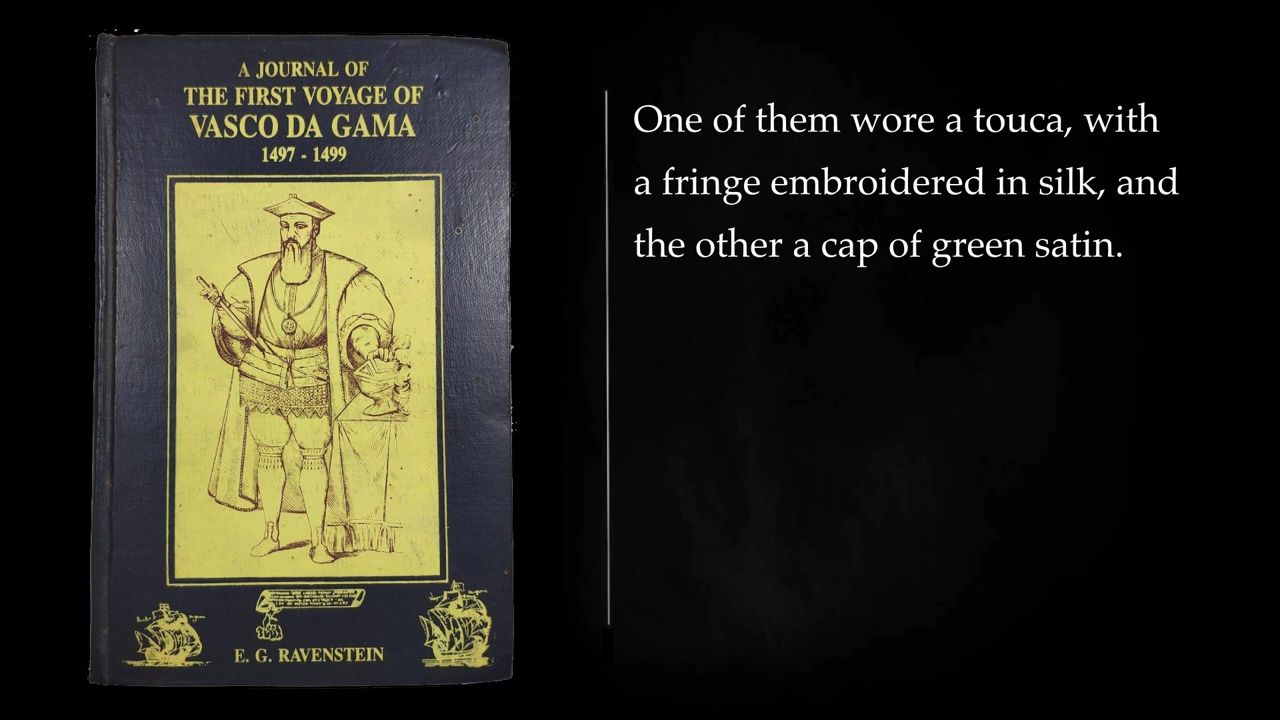 A JOURNAL OF
THE FIRST VOYAGE OF
VASCO DA GAMA
1497 - 1499
E. G. RAVENSTEIN
One of them wore a touca, with
a fringe embroidered in silk, and
the other a cap of green satin.